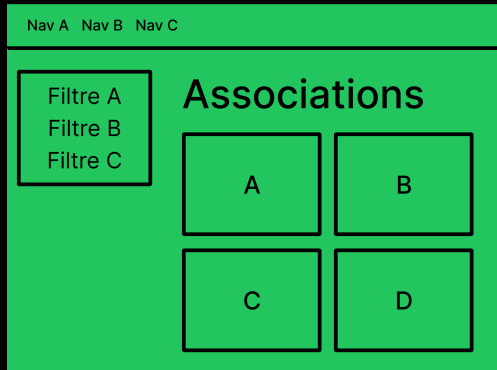 Nav A Nav B Nav C
Filtre A
Filtre B
Filtre C
Associations
A B
C D